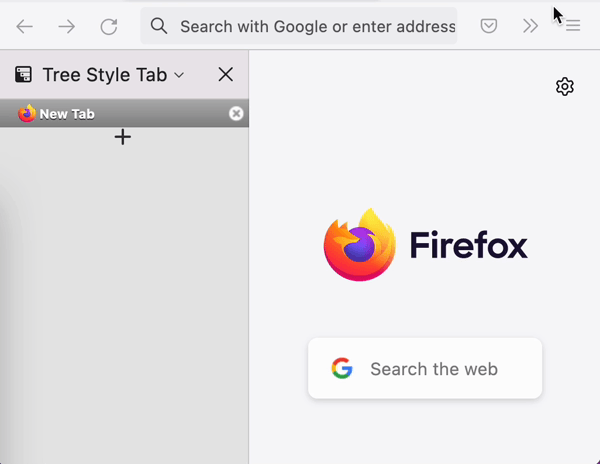 Search with Google or enter address
Tree Style Tab
New Tab
Firefox
Search the web